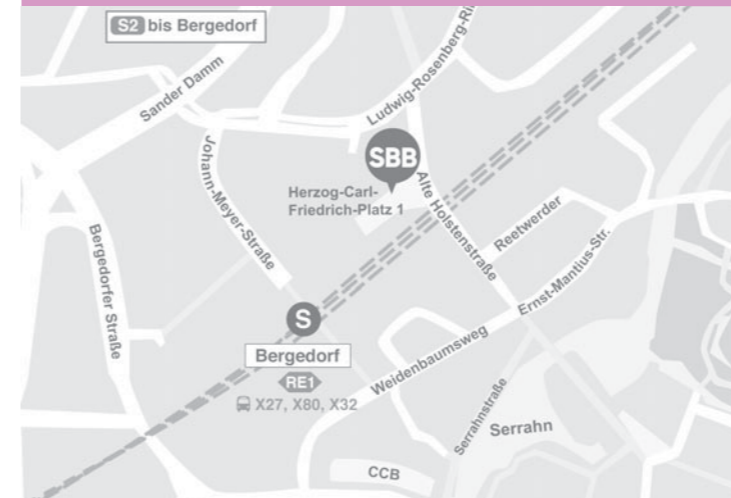 S2 bis Bergedorf
Sander Damm
Ludwig-Rosenberg-Ri
Johann-Meyer-Straße
SBB
Herzog-Carl-
Friedrich-Platz 1
Alte Holstenstraße
Reetwerder
Bergedorfer Straße
Ernst-Mantius-Str.
S
Bergedorf
RE1
X27, X80, X32
Weidenbaumsweg
Serrahnstraße
Serrahn
CCB